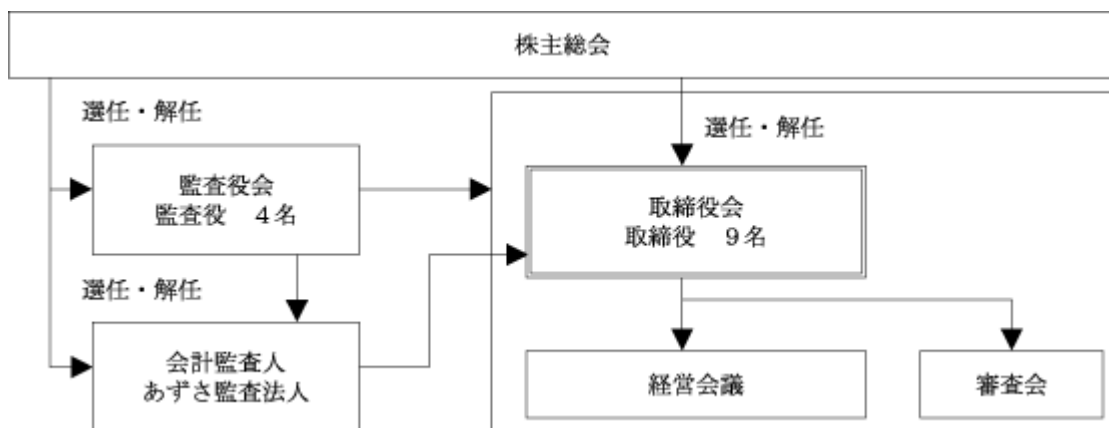 株主総会
選任・解任
選任・解任
監査役会
監査役　４名
取締役会
取締役　９名
選任・解任
会計監査人
あずさ監査法人
経営会議
審査会